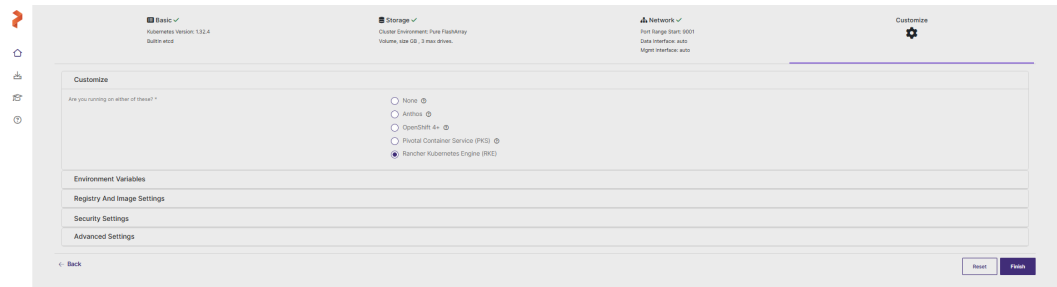 Basic
Kubernetes Version: 1.32.4
Builtin etcd
Storage
Cluster Environment: Pure FlashArray
Volume, size GB , 3 max drives.
Network
Port Range Start: 9001
Data Interface: auto
Mgmt Interface: auto
Customize
Customize
Are you running on either of these? *
None
Anthos
OpenShift 4+
Pivotal Container Service (PKS)
Rancher Kubernetes Engine (RKE)
Environment Variables
Registry And Image Settings
Security Settings
Advanced Settings
← Back
Reset
Finish